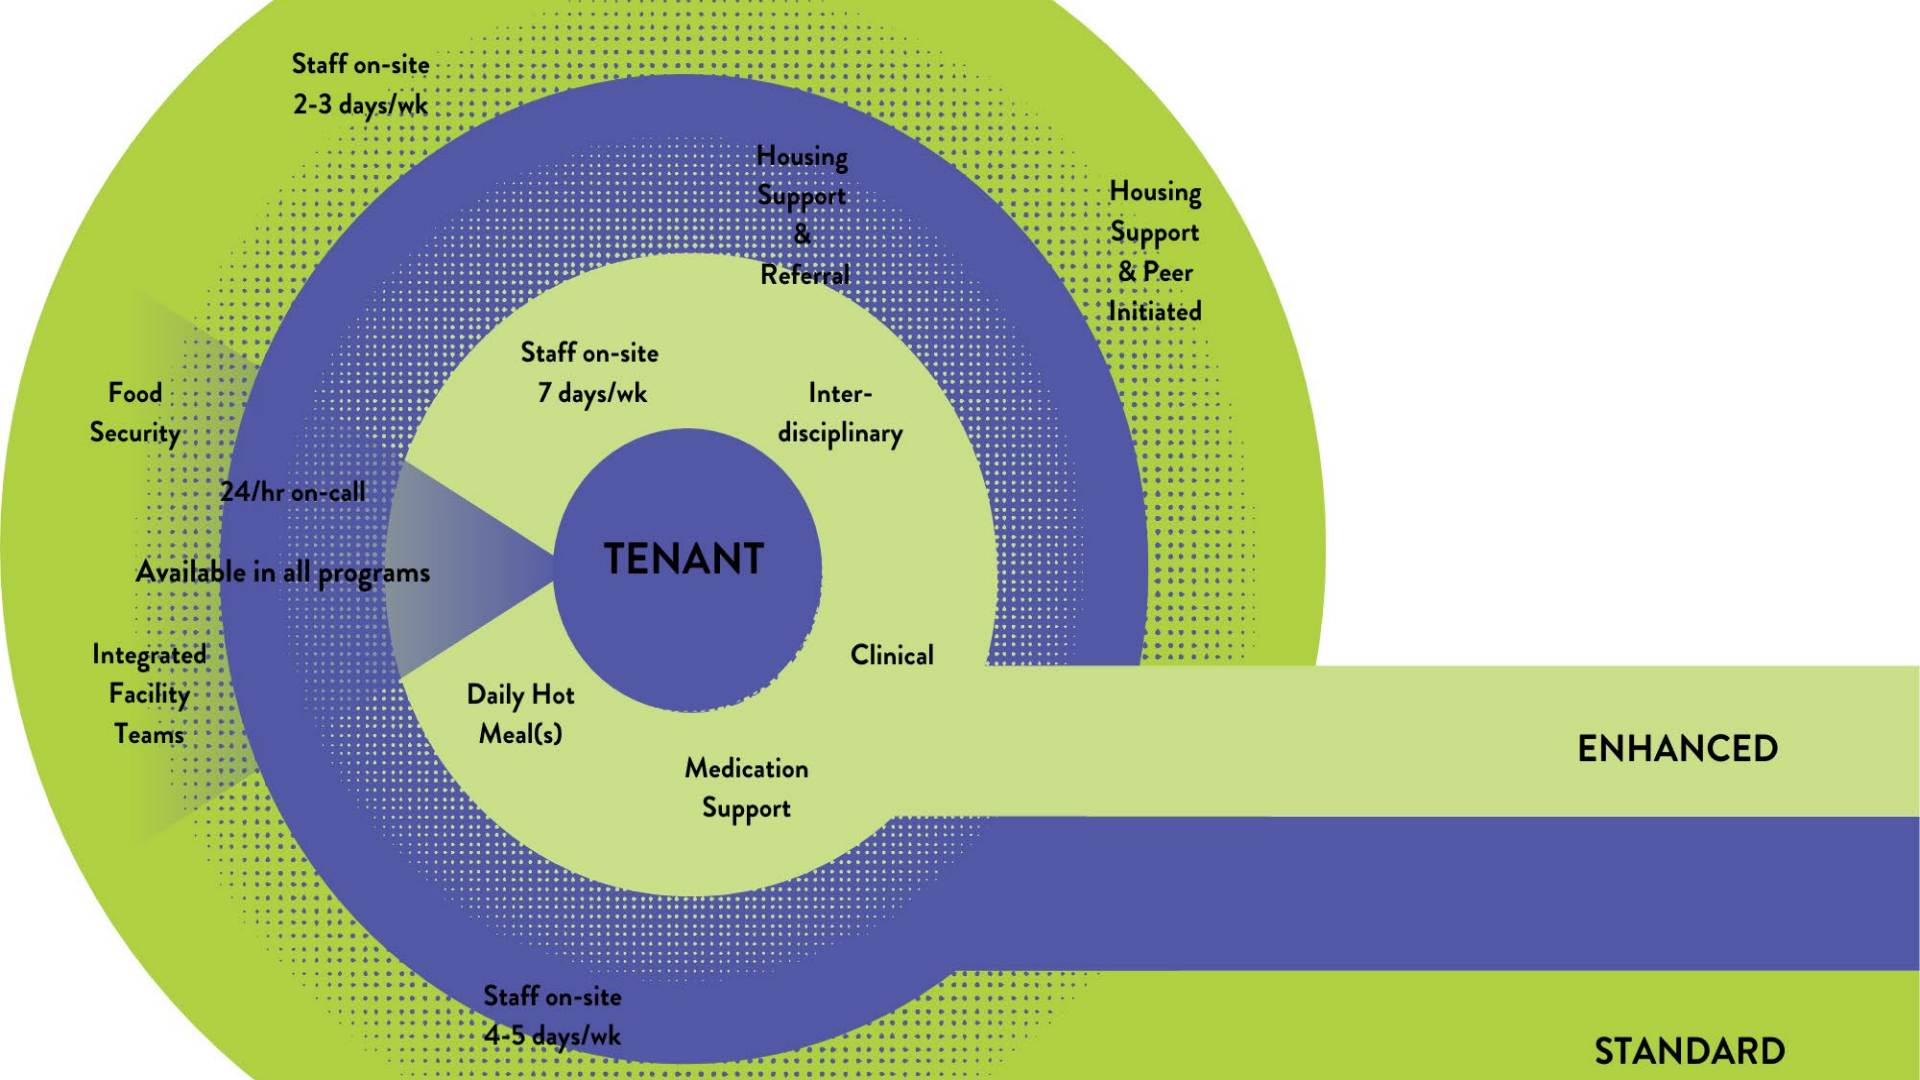 Staff on-site
2-3 days/wk
Housing
Support
&
Referral
Housing
Support
& Peer
Initiated
Staff on-site
7 days/wk
Inter-
disciplinary
Food
Security
24/hr on-call
TENANT
Available in all programs
Integrated
Facility
Teams
Clinical
Daily Hot
Meal(s)
Medication
Support
ENHANCED
Staff on-site
4-5 days/wk
STANDARD